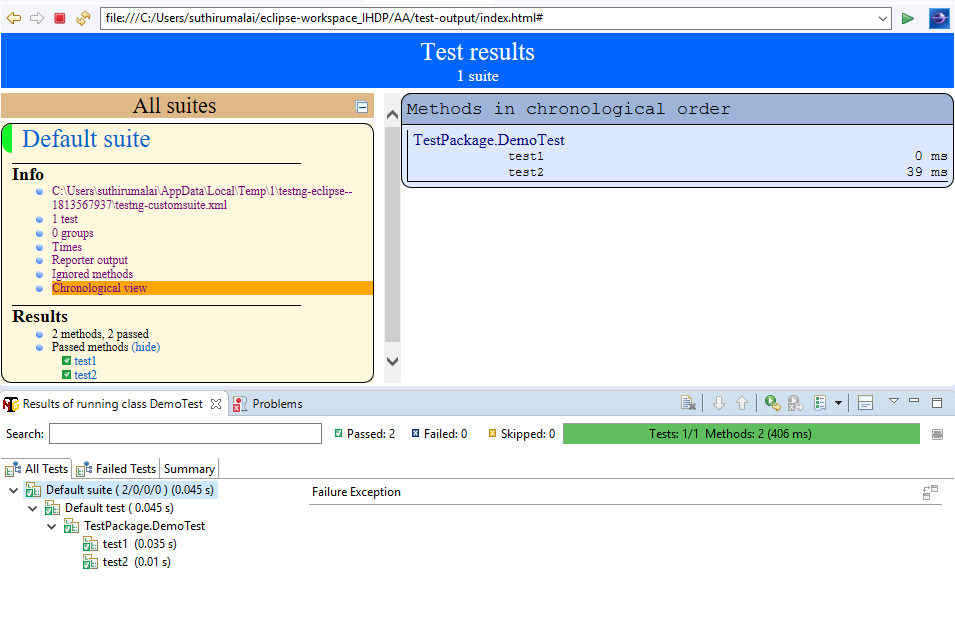 file:///C:/Users/suthirumalai/eclipse-workspace_IHDP/AA/test-output/index.html#
Test results
1 suite
All suites
Default suite
Info
C:\Users\suthirumalai\AppData\Local\Temp\1\testng-eclipse--
1813567937\testng-customsuite.xml
1 test
0 groups
Times
Reporter output
Ignored methods
Chronological view
Results
2 methods, 2 passed
Passed methods (hide)
test1
test2
Methods in chronological order
TestPackage.DemoTest
test1 0 ms
test2 39 ms
Results of running class DemoTest Problems
Search: Passed: 2 Failed: 0 Skipped: 0 Tests: 1/1 Methods: 2 (406 ms)
All Tests Failed Tests Summary
Default suite ( 2/0/0/0 ) (0.045 s)
Default test ( 0.045 s)
TestPackage.DemoTest
test1 (0.035 s)
test2 (0.01 s)
Failure Exception